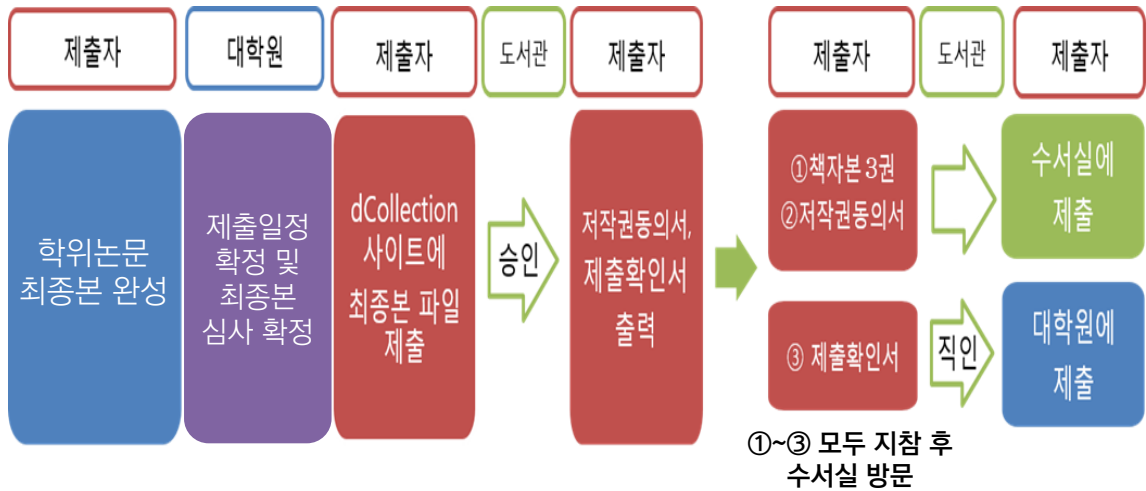 제출자
대학원
제출자
도서관
제출자
제출자
도서관
제출자
학위논문
최종본 완성
제출일정
확정 및
최종본
심사 확정
dCollection
사이트에
최종본 파일
제출
승인
저작권동의서,
제출확인서
출력
①책자본 3권
②저작권동의서
수서실에
제출
③ 제출확인서
직인
대학원에
제출
①~③ 모두 지참 후
수서실 방문